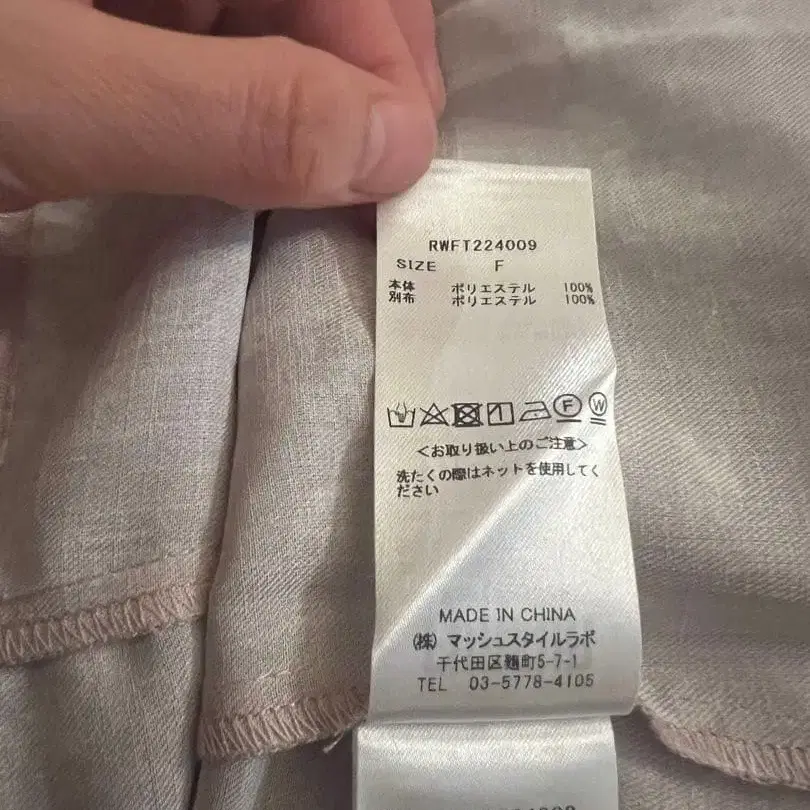 RWFT224009
SIZE F
本体 ポリエステル 100%
別布 ポリエステル 100%
F W
<お取り扱い上のご注意>
洗たくの際はネットを使用してく
ださい
MADE IN CHINA
(株) マッシュスタイルラボ
千代田区麹町5-7-1
TEL 03-5778-4105